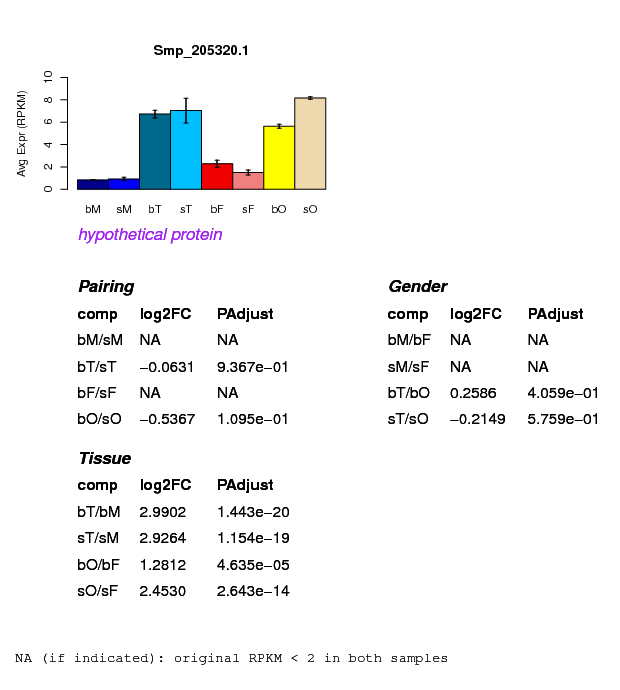 Smp_205320.1
Avg Expr (RPKM)
0 2 4 6 8 10
bM sM bT sT bF sF bO sO
hypothetical protein
Pairing
comp log2FC PAdjust
bM/sM NA NA
bT/sT −0.0631 9.367e−01
bF/sF NA NA
bO/sO −0.5367 1.095e−01
Gender
comp log2FC PAdjust
bM/bF NA NA
sM/sF NA NA
bT/bO 0.2586 4.059e−01
sT/sO −0.2149 5.759e−01
Tissue
comp log2FC PAdjust
bT/bM 2.9902 1.443e−20
sT/sM 2.9264 1.154e−19
bO/bF 1.2812 4.635e−05
sO/sF 2.4530 2.643e−14
NA (if indicated): original RPKM < 2 in both samples